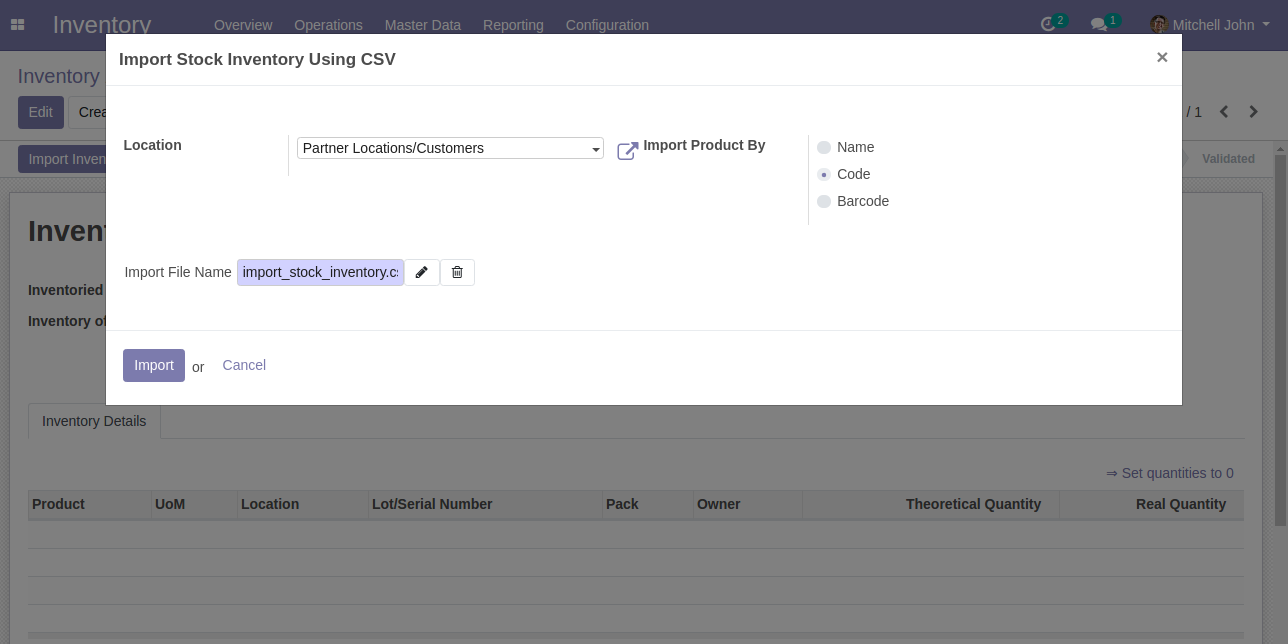 Inventory Overview Operations Master Data Reporting Configuration 2 1 Mitchell John
Import Stock Inventory Using CSV ×
Inventory
Edit Crea / 1
Location Partner Locations/Customers Import Product By Name
Code
Barcode
Import Inven Validated
Inven
Import File Name import_stock_inventory.c
Inventoried
Inventory of
Import or Cancel
Inventory Details
⇒ Set quantities to 0
Product UoM Location Lot/Serial Number Pack Owner Theoretical Quantity Real Quantity